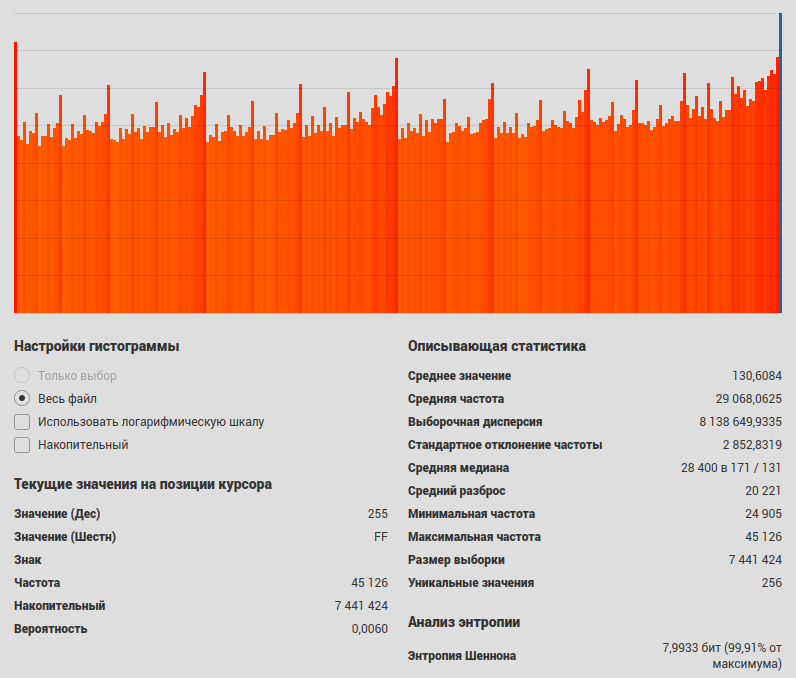 Настройки гистограммы
Только выбор
Весь файл
Использовать логарифмическую шкалу
Накопительный
Текущие значения на позиции курсора
Значение (Дес) 255
Значение (Шестн) FF
Знак
Частота 45 126
Накопительный 7 441 424
Вероятность 0,0060
Описывающая статистика
Среднее значение 130,6084
Средняя частота 29 068,0625
Выборочная дисперсия 8 138 649,9335
Стандартное отклонение частоты 2 852,8319
Средняя медиана 28 400 в 171 / 131
Средний разброс 20 221
Минимальная частота 24 905
Максимальная частота 45 126
Размер выборки 7 441 424
Уникальные значения 256
Анализ энтропии
Энтропия Шеннона 7,9933 бит (99,91% от
максимума)